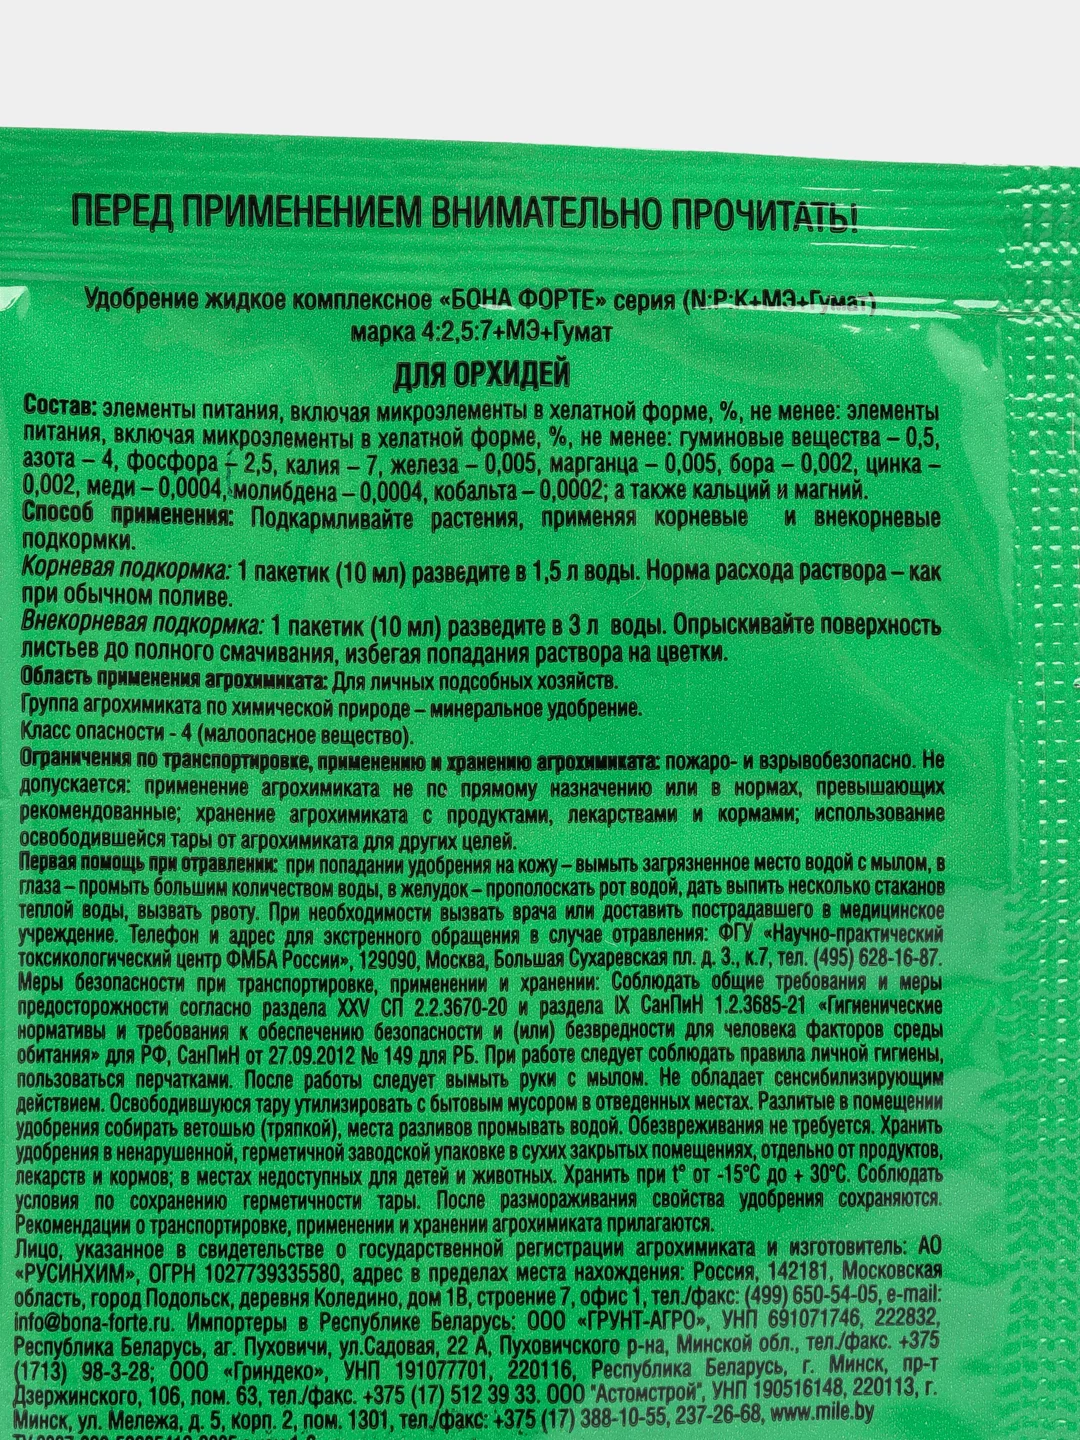 ПЕРЕД ПРИМЕНЕНИЕМ ВНИМАТЕЛЬНО ПРОЧИТАТЬ!
Удобрение жидкое комплексное «БОНА ФОРТЕ» серия (N:P:K+МЭ+Гумат)
марка 4:2,5:7+МЭ+Гумат
ДЛЯ ОРХИДЕЙ
Состав: элементы питания, включая микроэлементы в хелатной форме, %, не менее: элементы
питания, включая микроэлементы в хелатной форме, %, не менее: гуминовые вещества – 0,5,
азота – 4, фосфора – 2,5, калия – 7, железа – 0,005, марганца – 0,005, бора – 0,002, цинка –
0,002, меди – 0,0004, молибдена – 0,0004, кобальта – 0,0002; а также кальций и магний.
Способ применения: Подкармливайте растения, применяя корневые и внекорневые
подкормки.
Корневая подкормка: 1 пакетик (10 мл) разведите в 1,5 л воды. Норма расхода раствора – как
при обычном поливе.
Внекорневая подкормка: 1 пакетик (10 мл) разведите в 3 л воды. Опрыскивайте поверхность
листьев до полного смачивания, избегая попадания раствора на цветки.
Область применения агрохимиката: Для личных подсобных хозяйств.
Группа агрохимиката по химической природе – минеральное удобрение.
Класс опасности - 4 (малоопасное вещество).
Ограничения по транспортировке, применению и хранению агрохимиката: пожаро- и взрывобезопасно. Не
допускается: применение агрохимиката не по прямому назначению или в нормах, превышающих
рекомендованные; хранение агрохимиката с продуктами, лекарствами и кормами; использование
освободившейся тары от агрохимиката для других целей.
Первая помощь при отравлении: при попадании удобрения на кожу – вымыть загрязненное место водой с мылом, в
глаза – промыть большим количеством воды, в желудок – прополоскать рот водой, дать выпить несколько стаканов
теплой воды, вызвать рвоту. При необходимости вызвать врача или доставить пострадавшего в медицинское
учреждение. Телефон и адрес для экстренного обращения в случае отравления: ФГУ «Научно-практический
токсикологический центр ФМБА России», 129090, Москва, Большая Сухаревская пл. д. 3., к.7, тел. (495) 628-16-87.
Меры безопасности при транспортировке, применении и хранении: Соблюдать общие требования и меры
предосторожности согласно раздела XXV СП 2.2.3670-20 и раздела IX СанПиН 1.2.3685-21 «Гигиенические
нормативы и требования к обеспечению безопасности и (или) безвредности для человека факторов среды
обитания» для РФ, СанПиН от 27.09.2012 № 149 для РБ. При работе следует соблюдать правила личной гигиены,
пользоваться перчатками. После работы следует вымыть руки с мылом. Не обладает сенсибилизирующим
действием. Освободившуюся тару утилизировать с бытовым мусором в отведенных местах. Разлитые в помещении
удобрения собирать ветошью (тряпкой), места разливов промывать водой. Обезвреживания не требуется. Хранить
удобрения в ненарушенной, герметичной заводской упаковке в сухих закрытых помещениях, отдельно от продуктов,
лекарств и кормов; в местах недоступных для детей и животных. Хранить при t° от -15°С до + 30°С. Соблюдать
условия по сохранению герметичности тары. После размораживания свойства удобрения сохраняются.
Рекомендации о транспортировке, применении и хранении агрохимиката прилагаются.
Лицо, указанное в свидетельстве о государственной регистрации агрохимиката и изготовитель: АО
«РУСИНХИМ», ОГРН 1027739335580, адрес в пределах места нахождения: Россия, 142181, Московская
область, город Подольск, деревня Коледино, дом 1В, строение 7, офис 1, тел./факс: (499) 650-54-05, e-mail:
info@bona-forte.ru. Импортеры в Республике Беларусь: ООО «ГРУНТ-АГРО», УНП 691071746, 222832,
Республика Беларусь, аг. Пуховичи, ул.Садовая, 22 А, Пуховичского р-на, Минской обл., тел./факс. +375
(1713) 98-3-28; ООО «Гриндеко», УНП 191077701, 220116, Республика Беларусь, г. Минск, пр-т
Дзержинского, 106, пом. 63, тел./факс. +375 (17) 512 39 33. ООО "Астомстрой", УНП 190516148, 220113, г.
Минск, ул. Мележа, д. 5, корп. 2, пом. 1301, тел./факс: +375 (17) 388-10-55, 237-26-68, www.mile.by